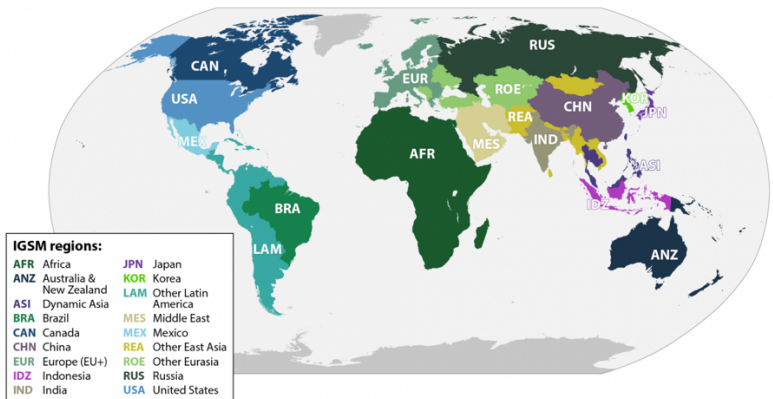 RUS
CAN
EUR
ROE
USA
CHN
KOR
JPN
REA
MEX
IND
MES
AFR
ASI
IDZ
BRA
LAM
ANZ
IGSM regions:
AFR Africa
ANZ Australia &
New Zealand
ASI Dynamic Asia
BRA Brazil
CAN Canada
CHN China
EUR Europe (EU+)
IDZ Indonesia
IND India
JPN Japan
KOR Korea
LAM Other Latin
America
MES Middle East
MEX Mexico
REA Other East Asia
ROE Other Eurasia
RUS Russia
USA United States